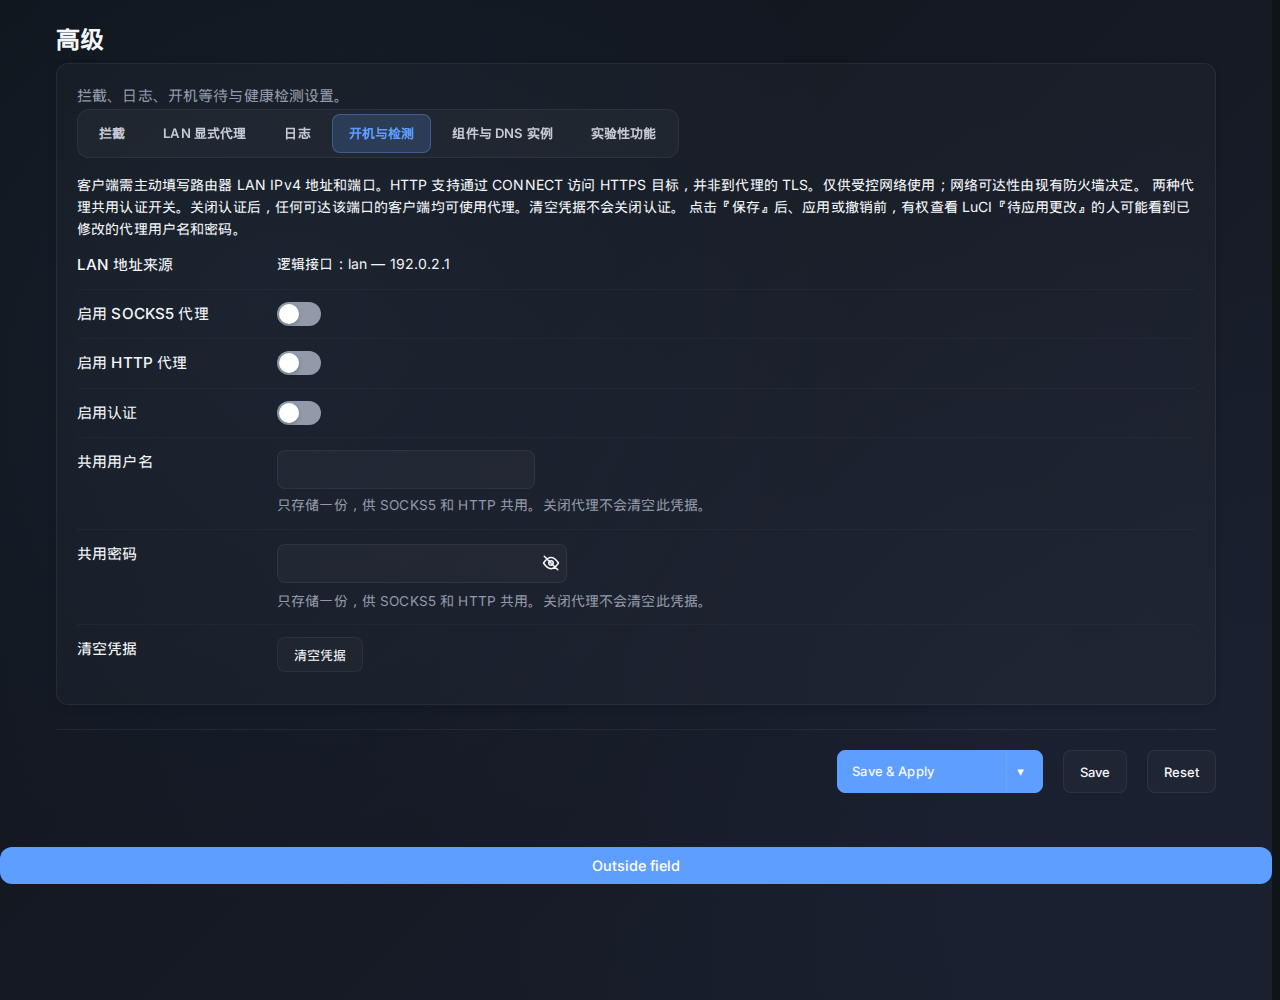 高级
拦截、日志、开机等待与健康检测设置。
拦截 LAN 显式代理 日志 开机与检测 组件与 DNS 实例 实验性功能
客户端需主动填写路由器 LAN IPv4 地址和端口。HTTP 支持通过 CONNECT 访问 HTTPS 目标，并非到代理的 TLS。仅供受控网络使用；网络可达性由现有防火墙决定。 两种代
理共用认证开关。关闭认证后，任何可达该端口的客户端均可使用代理。清空凭据不会关闭认证。 点击『保存』后、应用或撤销前，有权查看 LuCI『待应用更改』的人可能看到已
修改的代理用户名和密码。
LAN 地址来源 逻辑接口：lan — 192.0.2.1
启用 SOCKS5 代理
启用 HTTP 代理
启用认证
共用用户名
只存储一份，供 SOCKS5 和 HTTP 共用。关闭代理不会清空此凭据。
共用密码
只存储一份，供 SOCKS5 和 HTTP 共用。关闭代理不会清空此凭据。
清空凭据 清空凭据
Save & Apply ▼ Save Reset
Outside field